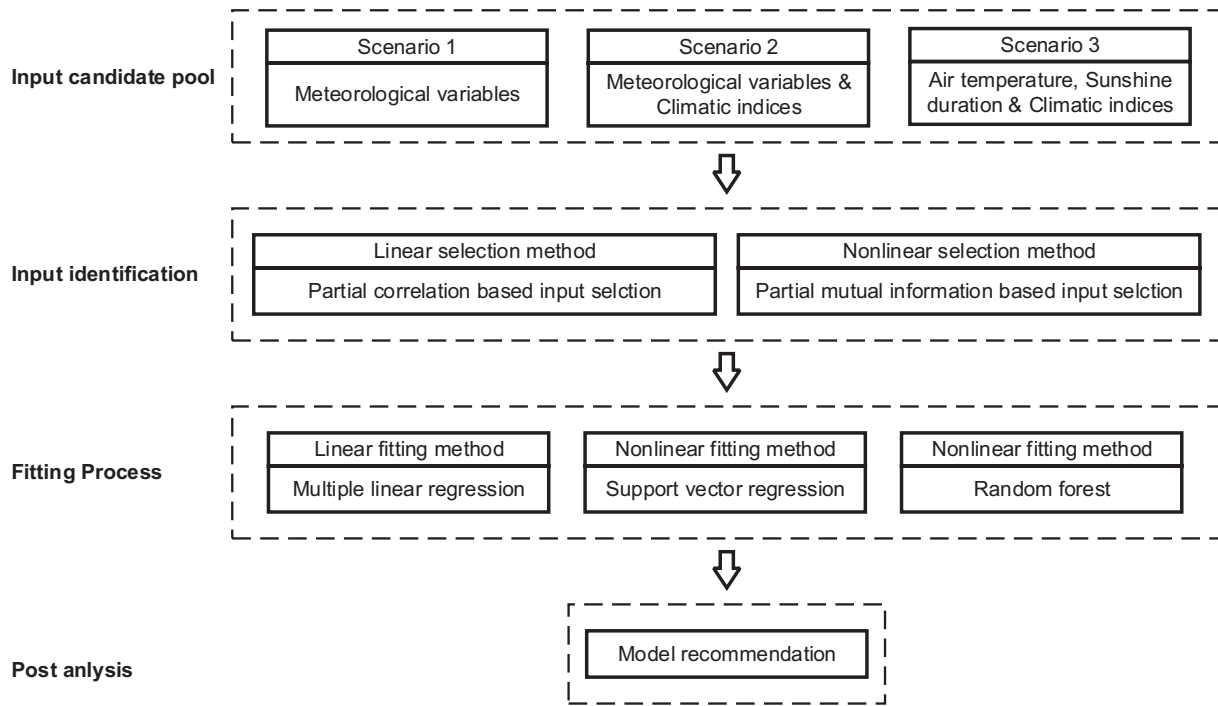 Input candidate pool
Scenario 1
Meteorological variables
Scenario 2
Meteorological variables &
Climatic indices
Scenario 3
Air temperature, Sunshine
duration & Climatic indices
Input identification
Linear selection method
Partial correlation based input selction
Nonlinear selection method
Partial mutual information based input selction
Fitting Process
Linear fitting method
Multiple linear regression
Nonlinear fitting method
Support vector regression
Nonlinear fitting method
Random forest
Post anlysis
Model recommendation